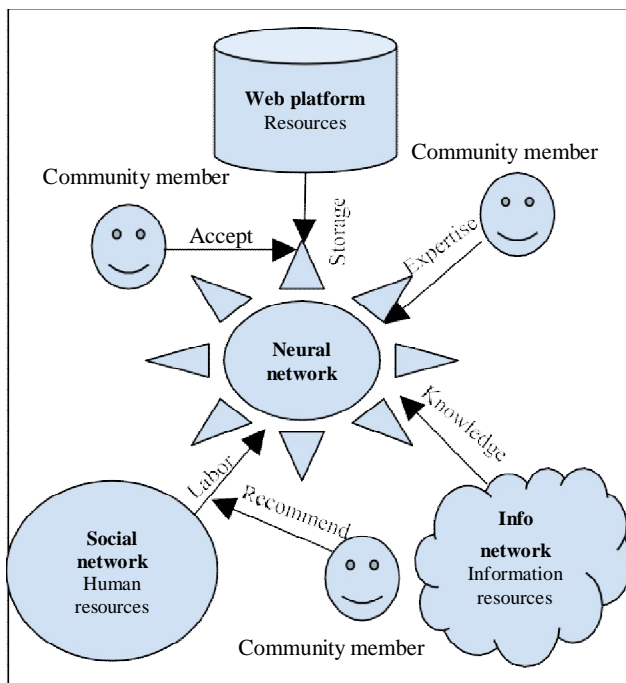 Web platform
Resources
Community member
Community member
Accept
Storage
Expertise
Neural
network
Knowledge
Labor
Recommend
Social
network
Human
resources
Info
network
Information
resources
Community member